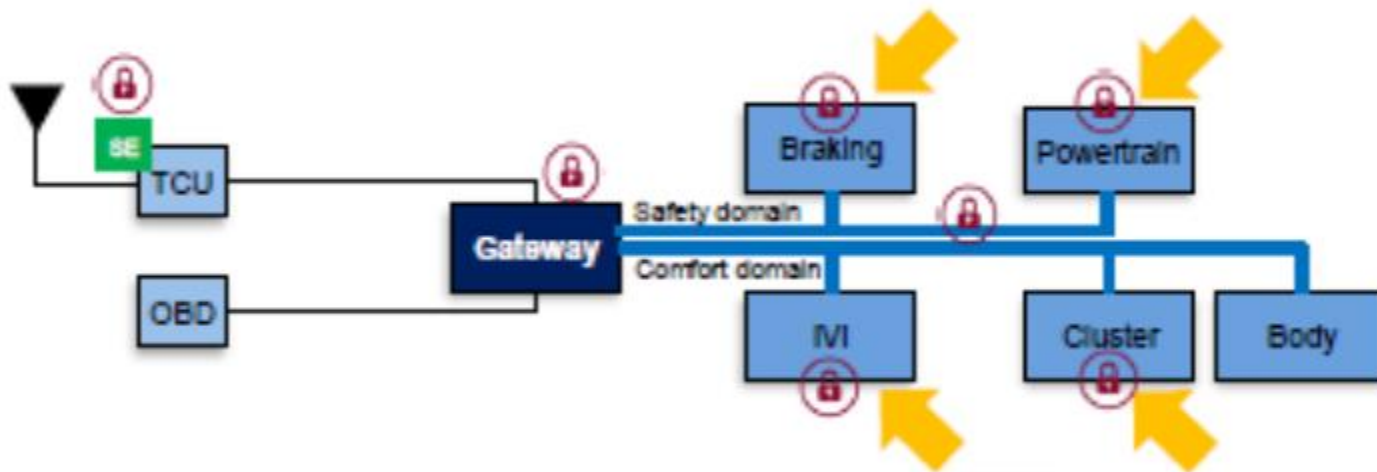 SE
TCU
OBD
Gateway
Safety domain
Comfort domain
Braking
Powertrain
IVI
Cluster
Body